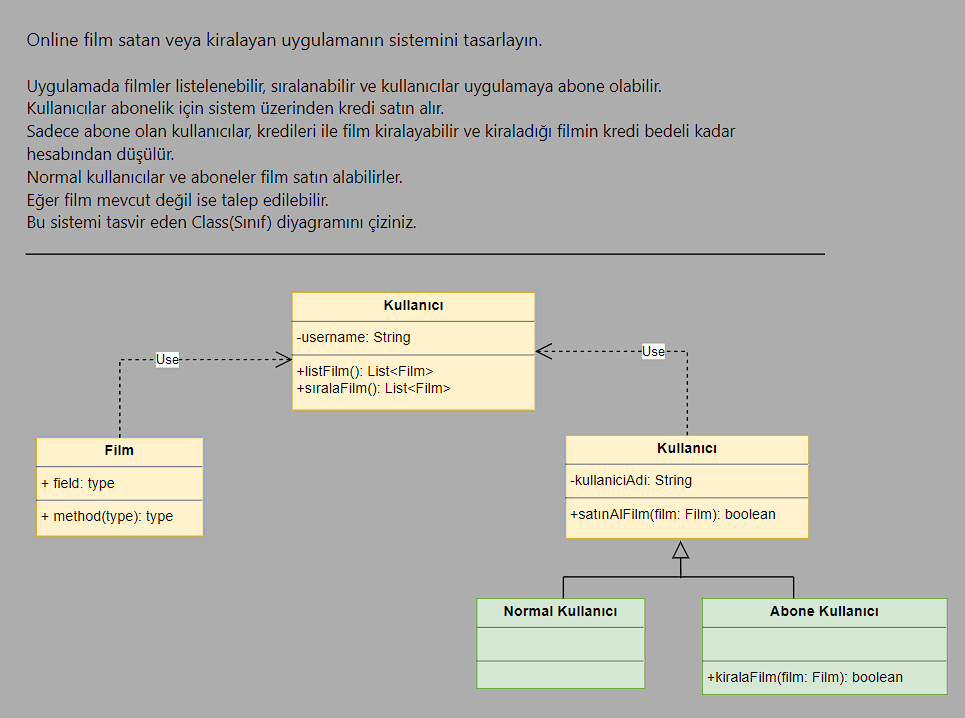 Online film satan veya kiralayan uygulamanın sistemini tasarlayın.
Uygulamada filmler listelenebilir, sıralanabilir ve kullanıcılar uygulamaya abone olabilir.
Kullanıcılar abonelik için sistem üzerinden kredi satın alır.
Sadece abone olan kullanıcılar, kredileri ile film kiralayabilir ve kiraladığı filmin kredi bedeli kadar
hesabından düşülür.
Normal kullanıcılar ve aboneler film satın alabilirler.
Eğer film mevcut değil ise talep edilebilir.
Bu sistemi tasvir eden Class(Sınıf) diyagramını çiziniz.
Kullanıcı
-username: String
+listFilm(): List<Film>
+sıralaFilm(): List<Film>
Use
Use
Film
+ field: type
+ method(type): type
Kullanıcı
-kullaniciAdi: String
+satınAlFilm(film: Film): boolean
Normal Kullanıcı
Abone Kullanıcı
+kiralaFilm(film: Film): boolean